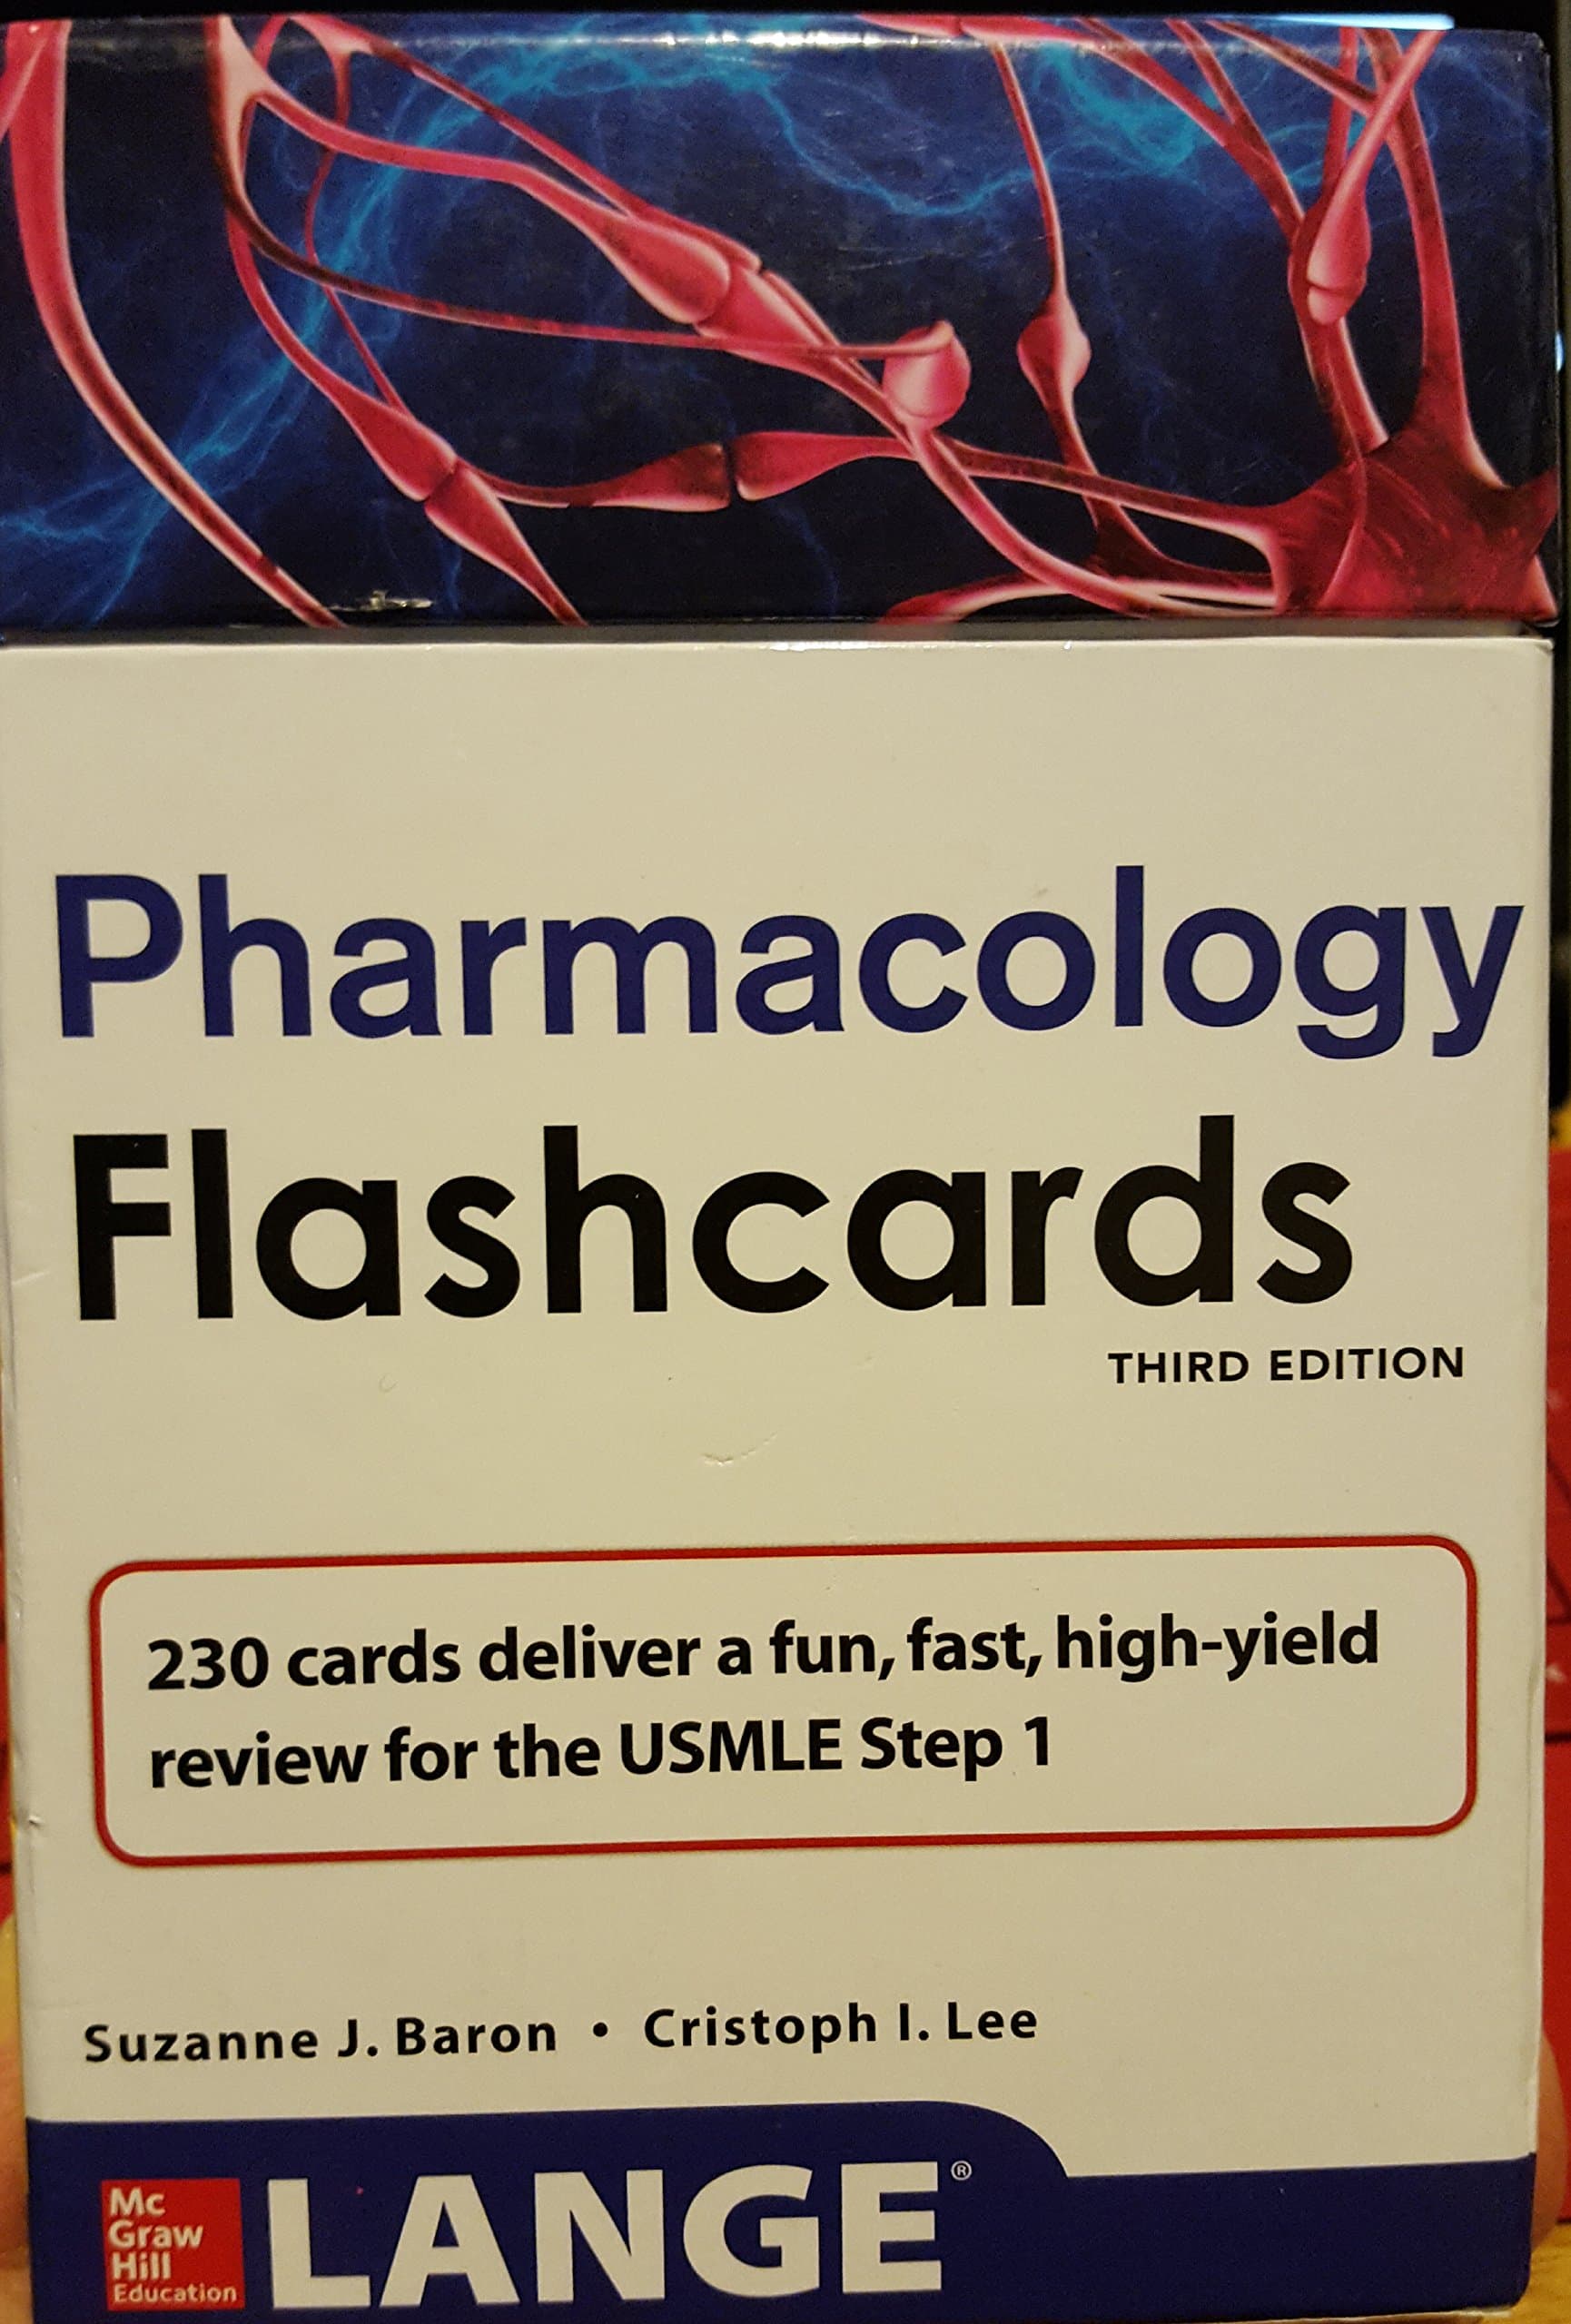 Pharmacology
Flashcards
THIRD EDITION
230 cards deliver a fun, fast, high-yield
review for the USMLE Step 1
Suzanne J. Baron • Cristoph I. Lee
Mc
Graw
Hill
Education
LANGE®